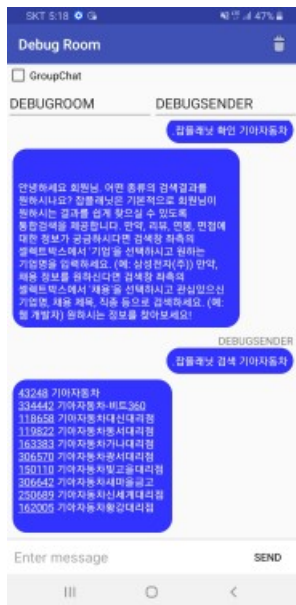 SKT 5:18
47%
Debug Room
GroupChat
DEBUGROOM
DEBUGSENDER
.잡플래닛 확인 기아자동차
안녕하세요 회원님. 어떤 종류의 검색결과를
원하시나요? 잡플래닛은 기본적으로 회원님이
원하시는 결과를 쉽게 찾으실 수 있도록
통합검색을 제공합니다. 만약, 리뷰, 연봉, 면접에
대한 정보가 궁금하시다면 검색창 좌측의
셀렉트박스에서 '기업'을 선택하시고 원하는
기업명을 입력하세요. (예: 삼성전자(주)) 만약,
채용 정보를 원하신다면 검색창 좌측의
셀렉트박스에서 '채용'을 선택하시고 관심있으신
기업명, 채용 제목, 직종 등으로 검색하세요. (예:
웹 개발자) 원하시는 정보를 찾아보세요!
DEBUGSENDER
잡플래닛 검색 기아자동차
43248 기아자동차
334442 기아자동차-비트360
118658 기아자동차대신대리점
119822 기아자동차동서대리점
163383 기아자동차가나대리점
306570 기아자동차광서대리점
150110 기아자동차빛고을대리점
306642 기아자동차새마을금고
250689 기아자동차신세계대리점
162005 기아자동차황강대리점
Enter message
SEND